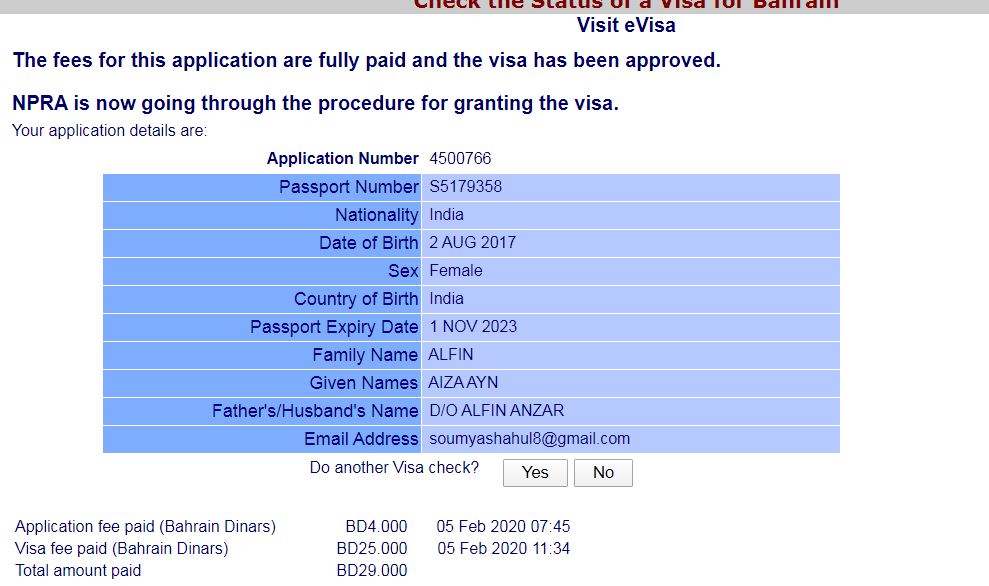 Check the Status of a Visa for Bahrain
Visit eVisa
The fees for this application are fully paid and the visa has been approved.
NPRA is now going through the procedure for granting the visa.
Your application details are:
Application Number 4500766
Passport Number S5179358
Nationality India
Date of Birth 2 AUG 2017
Sex Female
Country of Birth India
Passport Expiry Date 1 NOV 2023
Family Name ALFIN
Given Names AIZA AYN
Father's/Husband's Name D/O ALFIN ANZAR
Email Address soumyashahul8@gmail.com
Do another Visa check? Yes No
Application fee paid (Bahrain Dinars) BD4.000 05 Feb 2020 07:45
Visa fee paid (Bahrain Dinars) BD25.000 05 Feb 2020 11:34
Total amount paid BD29.000